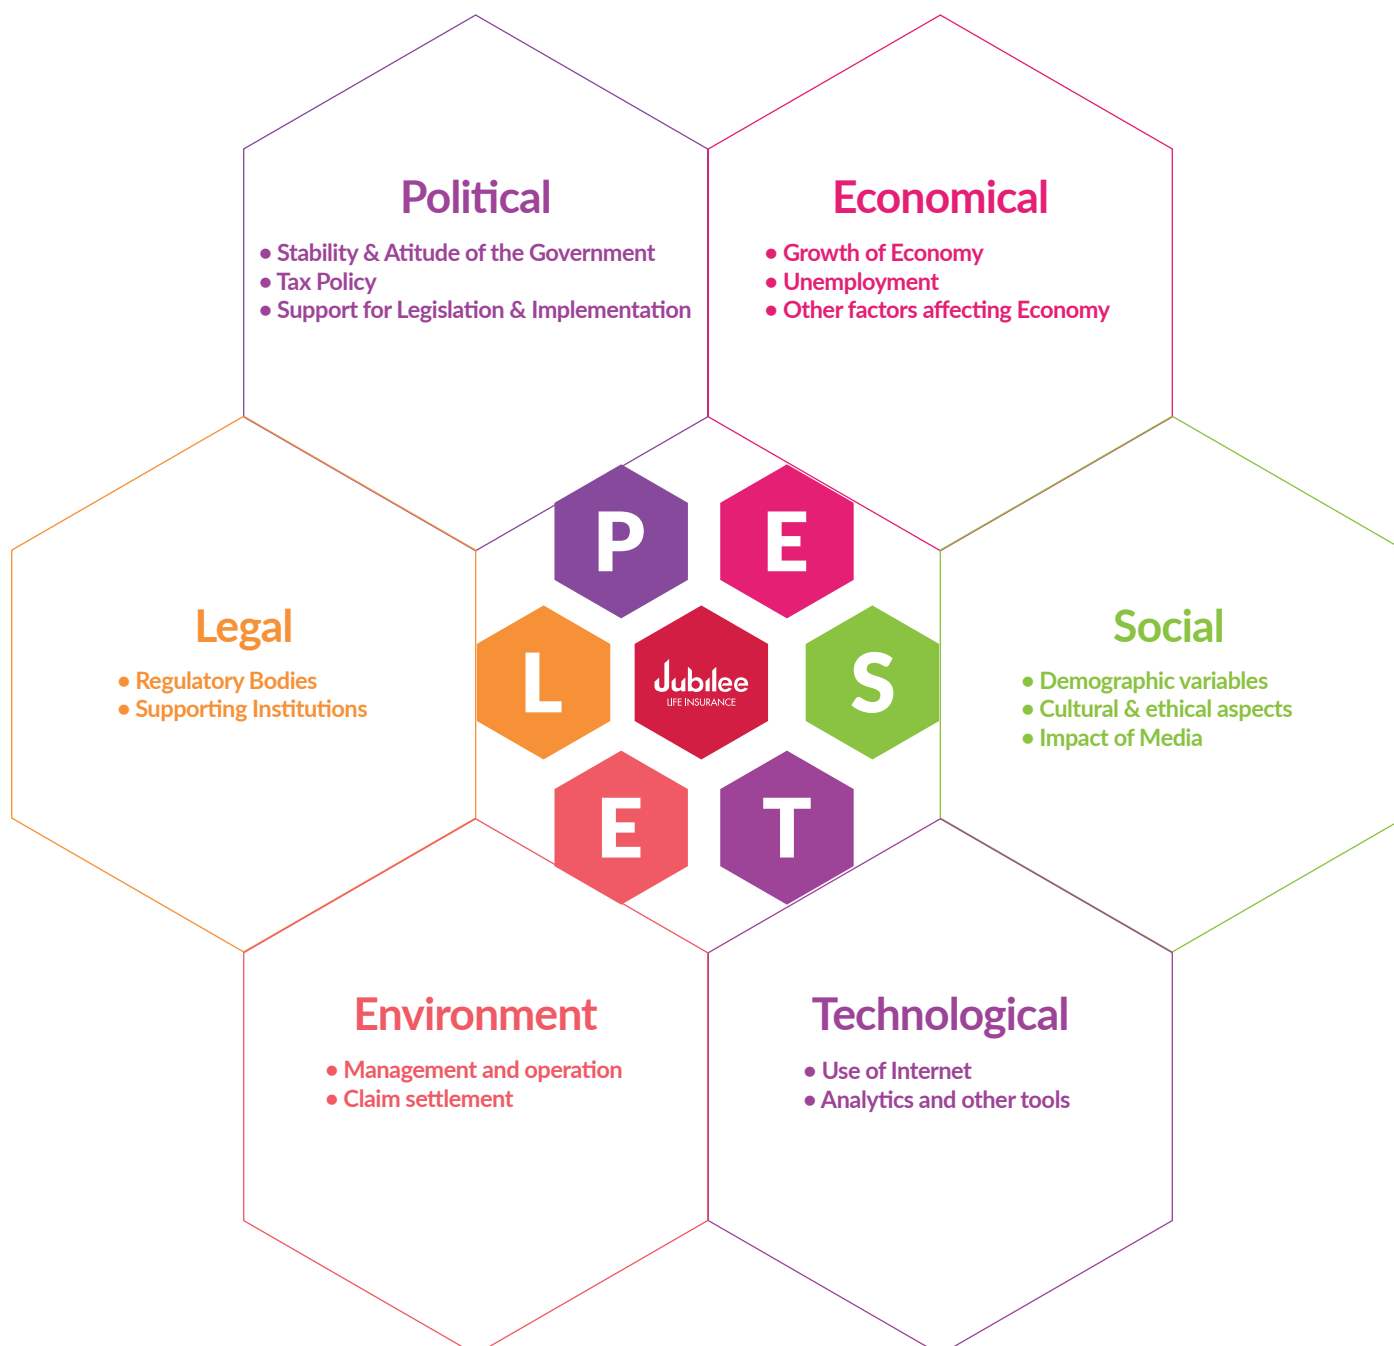 Political
• Stability & Atitude of the Government
• Tax Policy
• Support for Legislation & Implementation
Economical
• Growth of Economy
• Unemployment
• Other factors affecting Economy
P
E
L
Jubilee
LIFE INSURANCE
S
E
T
Legal
• Regulatory Bodies
• Supporting Institutions
Social
• Demographic variables
• Cultural & ethical aspects
• Impact of Media
Environment
• Management and operation
• Claim settlement
Technological
• Use of Internet
• Analytics and other tools